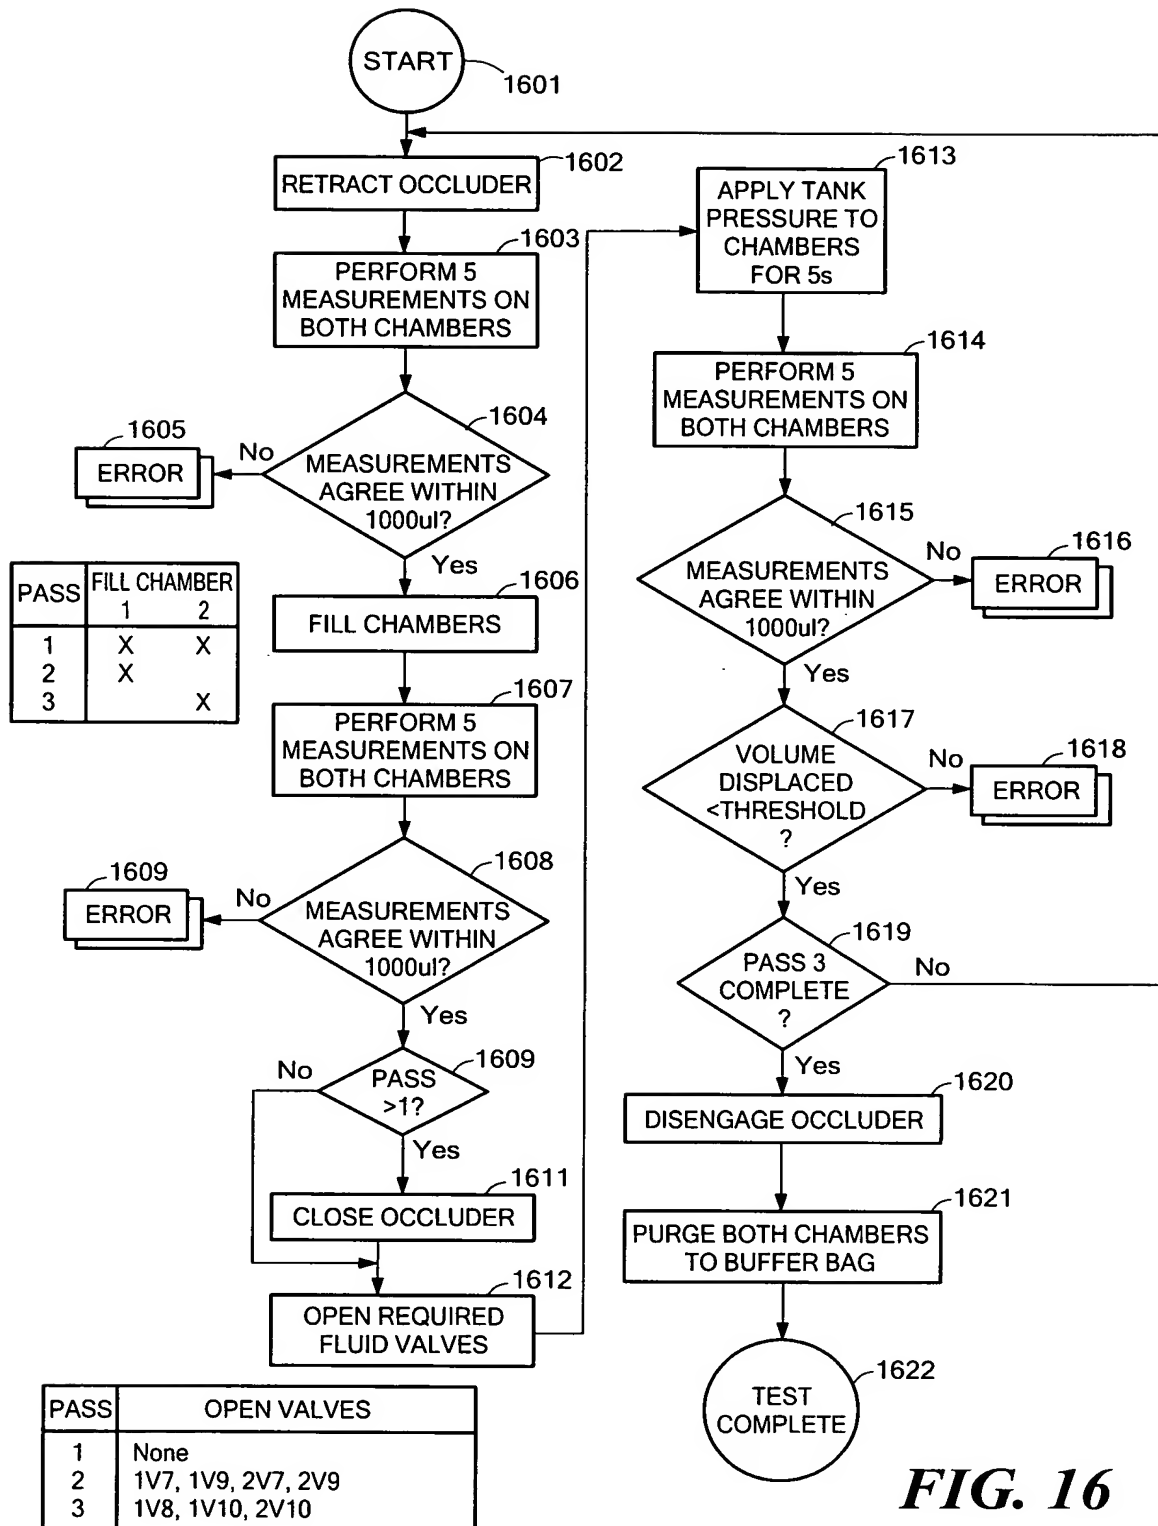 START
1601
1602
RETRACT OCCLUDER
1603
PERFORM 5
MEASUREMENTS ON
BOTH CHAMBERS
1604
MEASUREMENTS
AGREE WITHIN
1000ul?
No
1605
ERROR
Yes
PASS FILL CHAMBER
1 2
1 X X
2 X
3 X
1606
FILL CHAMBERS
1607
PERFORM 5
MEASUREMENTS ON
BOTH CHAMBERS
1608
MEASUREMENTS
AGREE WITHIN
1000ul?
No
1609
ERROR
Yes
1609
PASS
>1?
No
Yes
1611
CLOSE OCCLUDER
1612
OPEN REQUIRED
FLUID VALVES
PASS OPEN VALVES
1 None
2 1V7, 1V9, 2V7, 2V9
3 1V8, 1V10, 2V10
1613
APPLY TANK
PRESSURE TO
CHAMBERS
FOR 5s
1614
PERFORM 5
MEASUREMENTS ON
BOTH CHAMBERS
1615
MEASUREMENTS
AGREE WITHIN
1000ul?
No
1616
ERROR
Yes
1617
VOLUME
DISPLACED
<THRESHOLD
?
No
1618
ERROR
Yes
1619
PASS 3
COMPLETE
?
No
Yes
1620
DISENGAGE OCCLUDER
1621
PURGE BOTH CHAMBERS
TO BUFFER BAG
1622
TEST
COMPLETE
FIG. 16